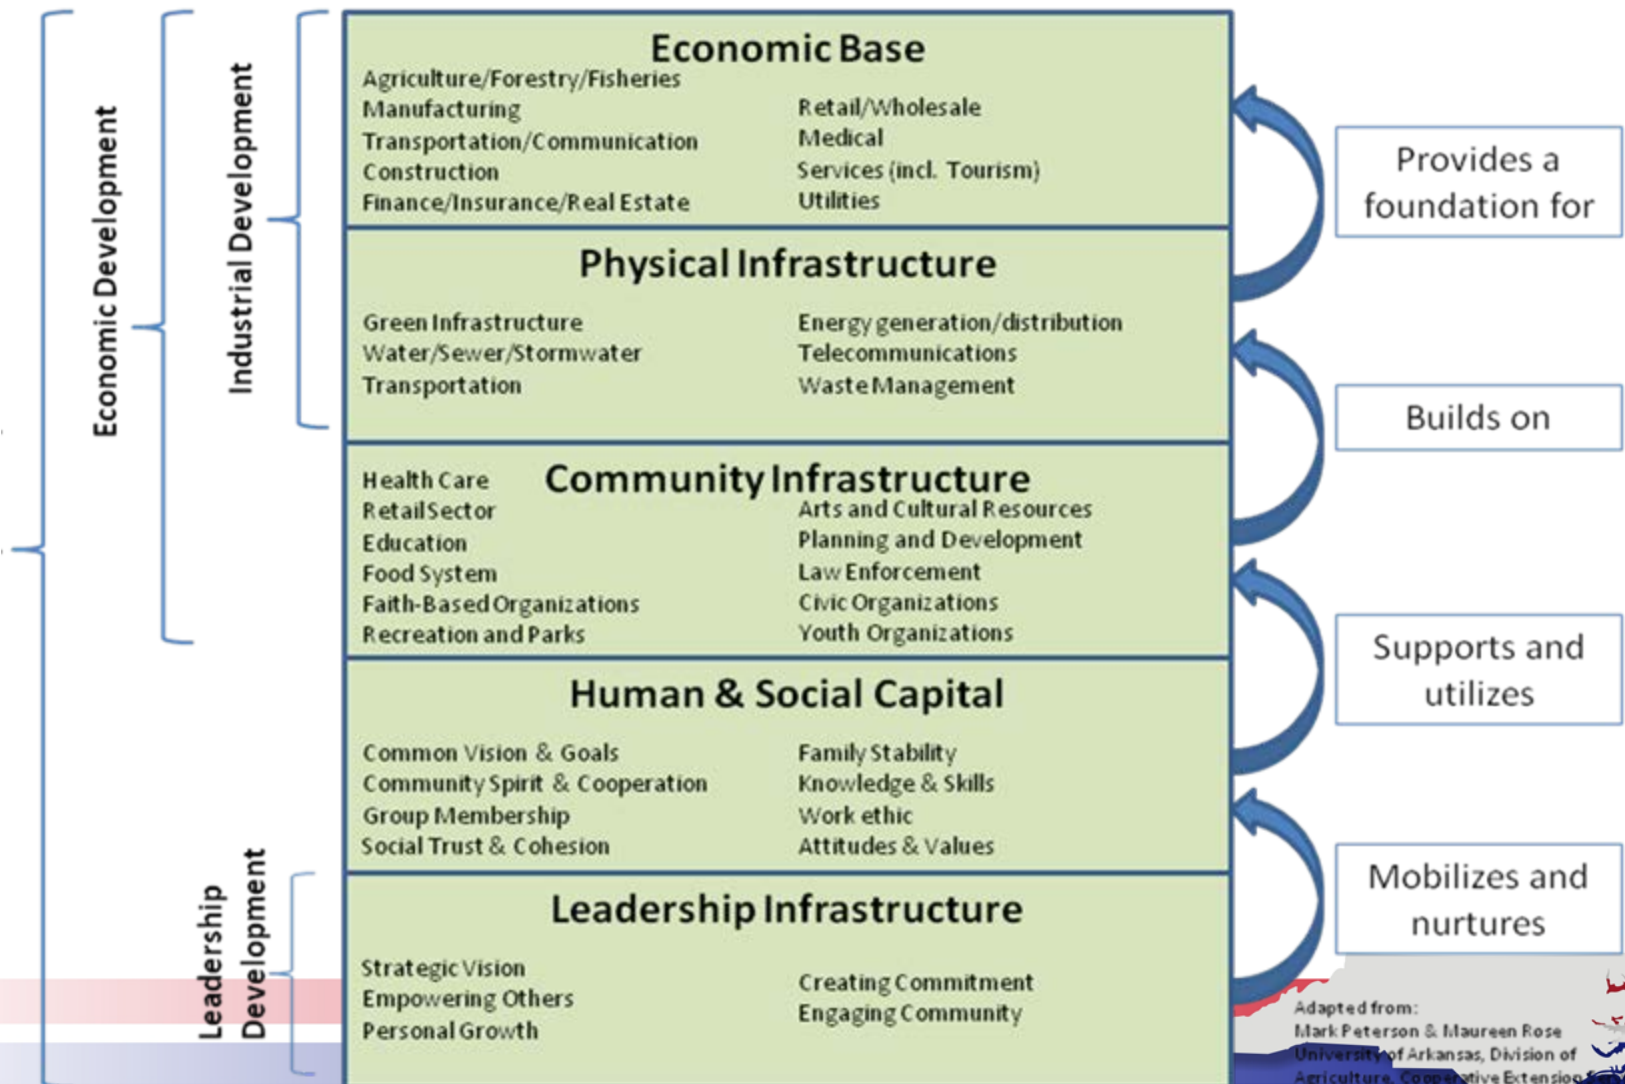 Economic Development
Industrial Development
Economic Base
Agriculture/Forestry/Fisheries
Manufacturing
Transportation/Communication
Construction
Finance/Insurance/Real Estate
Retail/Wholesale
Medical
Services (incl. Tourism)
Utilities
Provides a
foundation for
Physical Infrastructure
Green Infrastructure
Water/Sewer/Stormwater
Transportation
Energy generation/distribution
Telecommunications
Waste Management
Builds on
Community Infrastructure
Health Care
Retail Sector
Education
Food System
Faith-Based Organizations
Recreation and Parks
Arts and Cultural Resources
Planning and Development
Law Enforcement
Civic Organizations
Youth Organizations
Supports and
utilizes
Human & Social Capital
Common Vision & Goals
Community Spirit & Cooperation
Group Membership
Social Trust & Cohesion
Family Stability
Knowledge & Skills
Work ethic
Attitudes & Values
Mobilizes and
nurtures
Leadership
Development
Leadership Infrastructure
Strategic Vision
Empowering Others
Personal Growth
Creating Commitment
Engaging Community
Adapted from:
Mark Peterson & Maureen Rose
University of Arkansas, Division of
Agriculture, Cooperative Extension